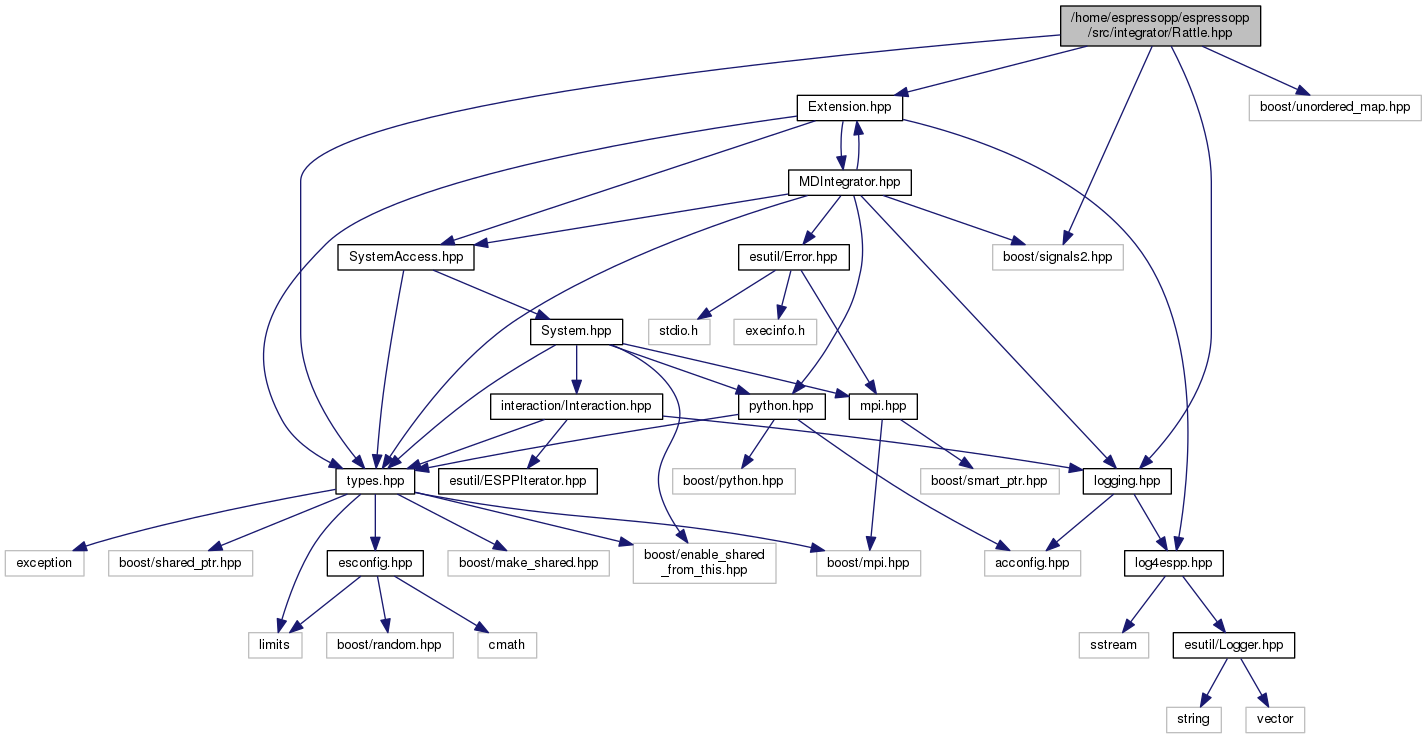 /home/espressopp/espressopp
/src/integrator/Rattle.hpp
Extension.hpp
boost/unordered_map.hpp
MDIntegrator.hpp
SystemAccess.hpp
esutil/Error.hpp
boost/signals2.hpp
System.hpp
stdio.h
execinfo.h
interaction/Interaction.hpp
python.hpp
mpi.hpp
types.hpp
esutil/ESPPIterator.hpp
boost/python.hpp
boost/smart_ptr.hpp
logging.hpp
exception
boost/shared_ptr.hpp
esconfig.hpp
boost/make_shared.hpp
boost/enable_shared
_from_this.hpp
boost/mpi.hpp
acconfig.hpp
log4espp.hpp
limits
boost/random.hpp
cmath
sstream
esutil/Logger.hpp
string
vector